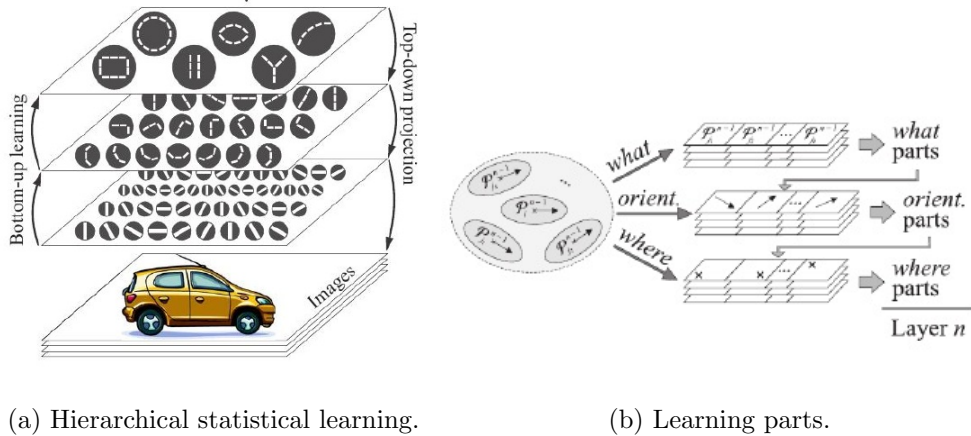 Top-down projection
Bottom-up learning
Images
what
orient.
where
...
what
parts
orient.
parts
where
parts
Layer n
(a) Hierarchical statistical learning.
(b) Learning parts.